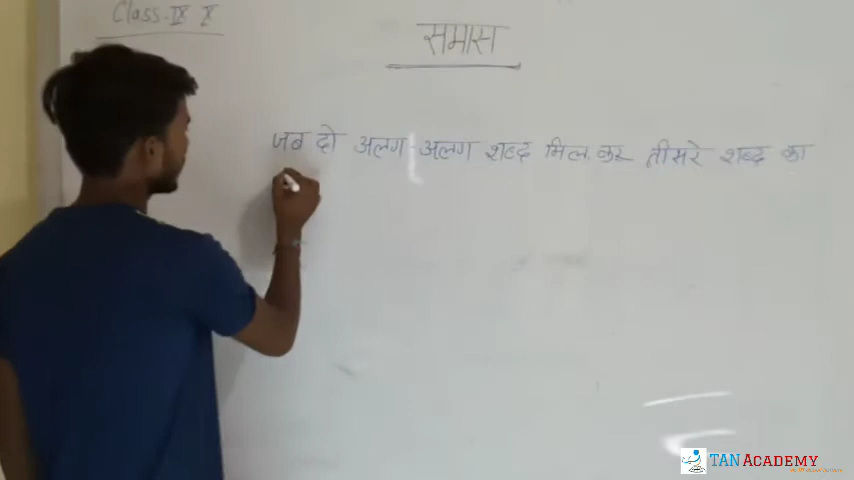 Class-IX X
समास
जब दो अलग-अलग शब्द मिल कर तीसरे शब्द का
TAN ACADEMY